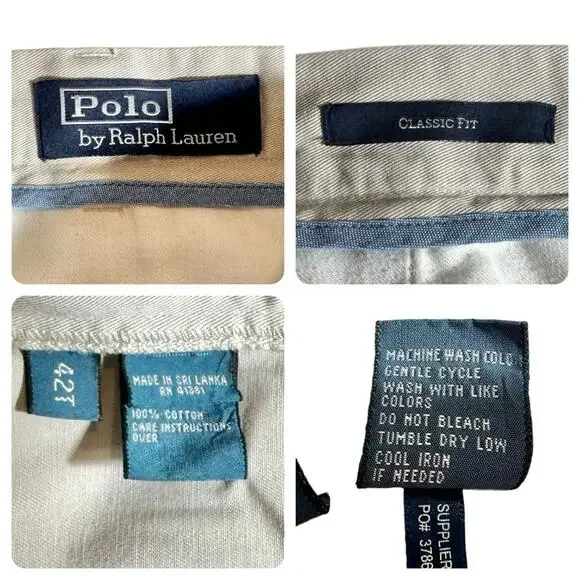 Polo
by Ralph Lauren
CLASSIC FIT
42T
MADE IN SRI LANKA
RN 41381
100% COTTON
CARE INSTRUCTIONS
OVER
MACHINE WASH COLD
GENTLE CYCLE
WASH WITH LIKE
COLORS
DO NOT BLEACH
TUMBLE DRY LOW
COOL IRON
IF NEEDED
SUPPLIER
PO# 3786